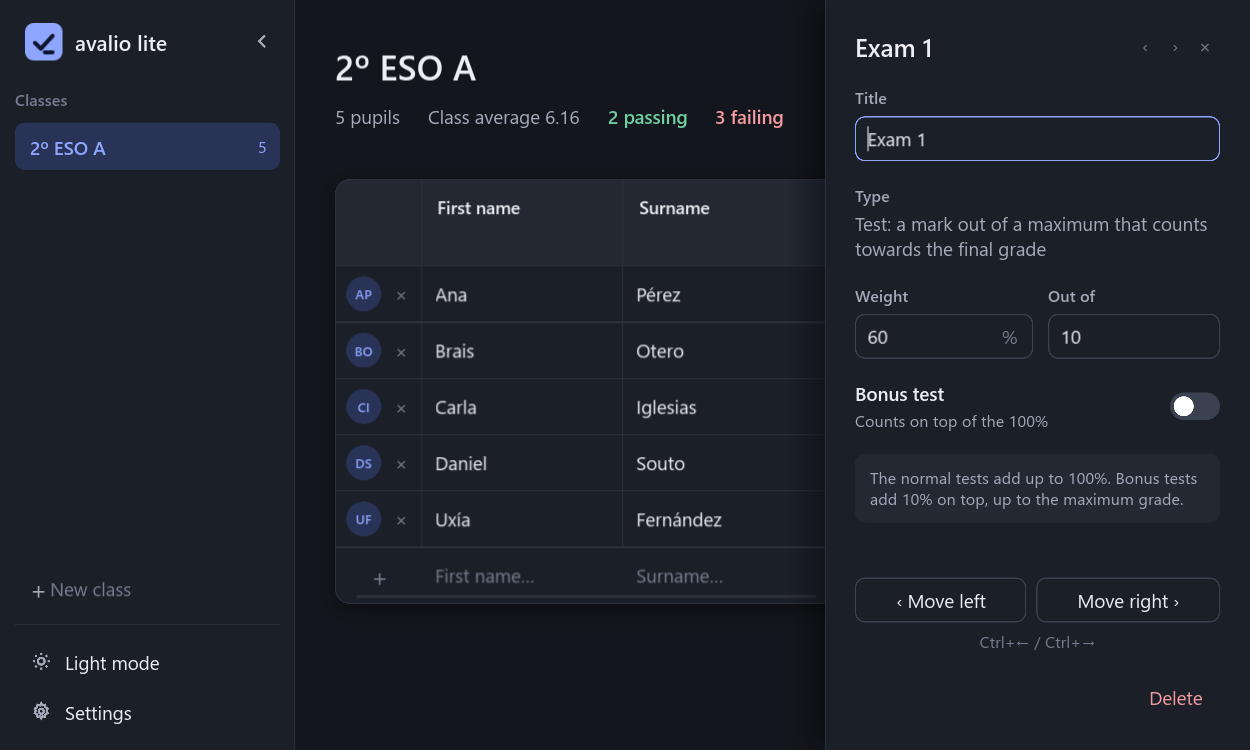 avalio lite
Classes
2º ESO A 5
+ New class
Light mode
Settings
2º ESO A
5 pupils Class average 6.16 2 passing 3 failing
First name Surname
AP × Ana Pérez
BO × Brais Otero
CI × Carla Iglesias
DS × Daniel Souto
UF × Uxía Fernández
+ First name... Surname...
Exam 1 ‹ › ×
Title
Exam 1
Type
Test: a mark out of a maximum that counts
towards the final grade
Weight Out of
60 % 10
Bonus test
Counts on top of the 100%
The normal tests add up to 100%. Bonus tests
add 10% on top, up to the maximum grade.
‹ Move left Move right ›
Ctrl+← / Ctrl+→
Delete